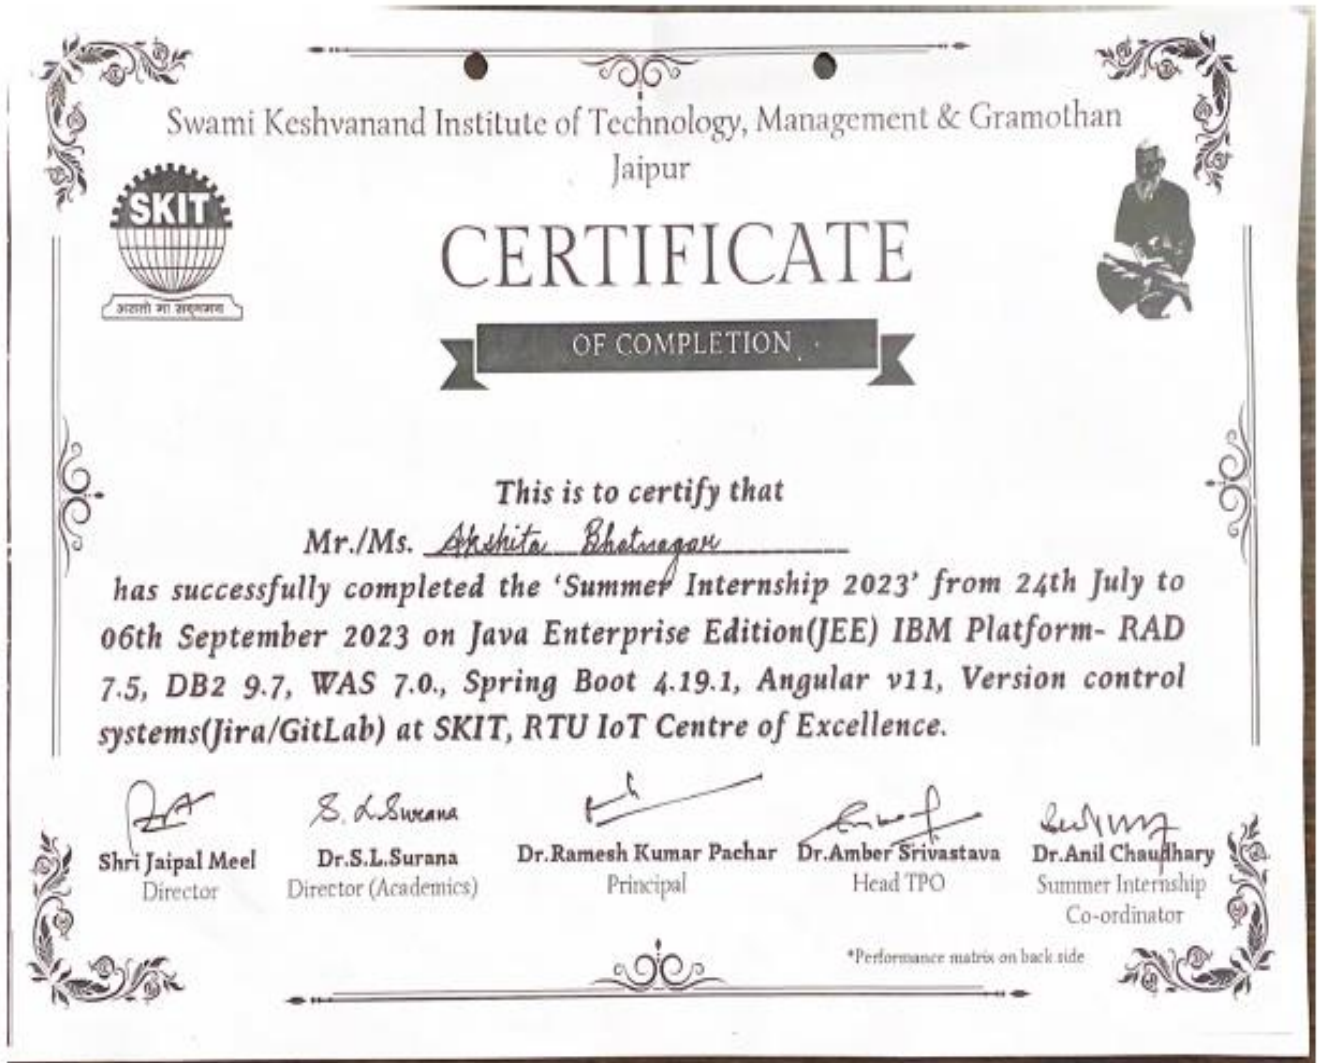 Swami Keshvanand Institute of Technology, Management & Gramothan
Jaipur
SKIT
असतो मा सद्गमय
CERTIFICATE
OF COMPLETION
This is to certify that
Mr./Ms. Akshita Bhatnagar
has successfully completed the ‘Summer Internship 2023’ from 24th July to
06th September 2023 on Java Enterprise Edition(JEE) IBM Platform- RAD
7.5, DB2 9.7, WAS 7.0., Spring Boot 4.19.1, Angular v11, Version control
systems(Jira/GitLab) at SKIT, RTU IoT Centre of Excellence.
S. L Surana
Shri Jaipal Meel Dr.S.L.Surana Dr.Ramesh Kumar Pachar Dr.Amber Srivastava Dr.Anil Chaudhary
Director Director (Academics) Principal Head TPO Summer Internship
Co-ordinator
*Performance matrix on back side